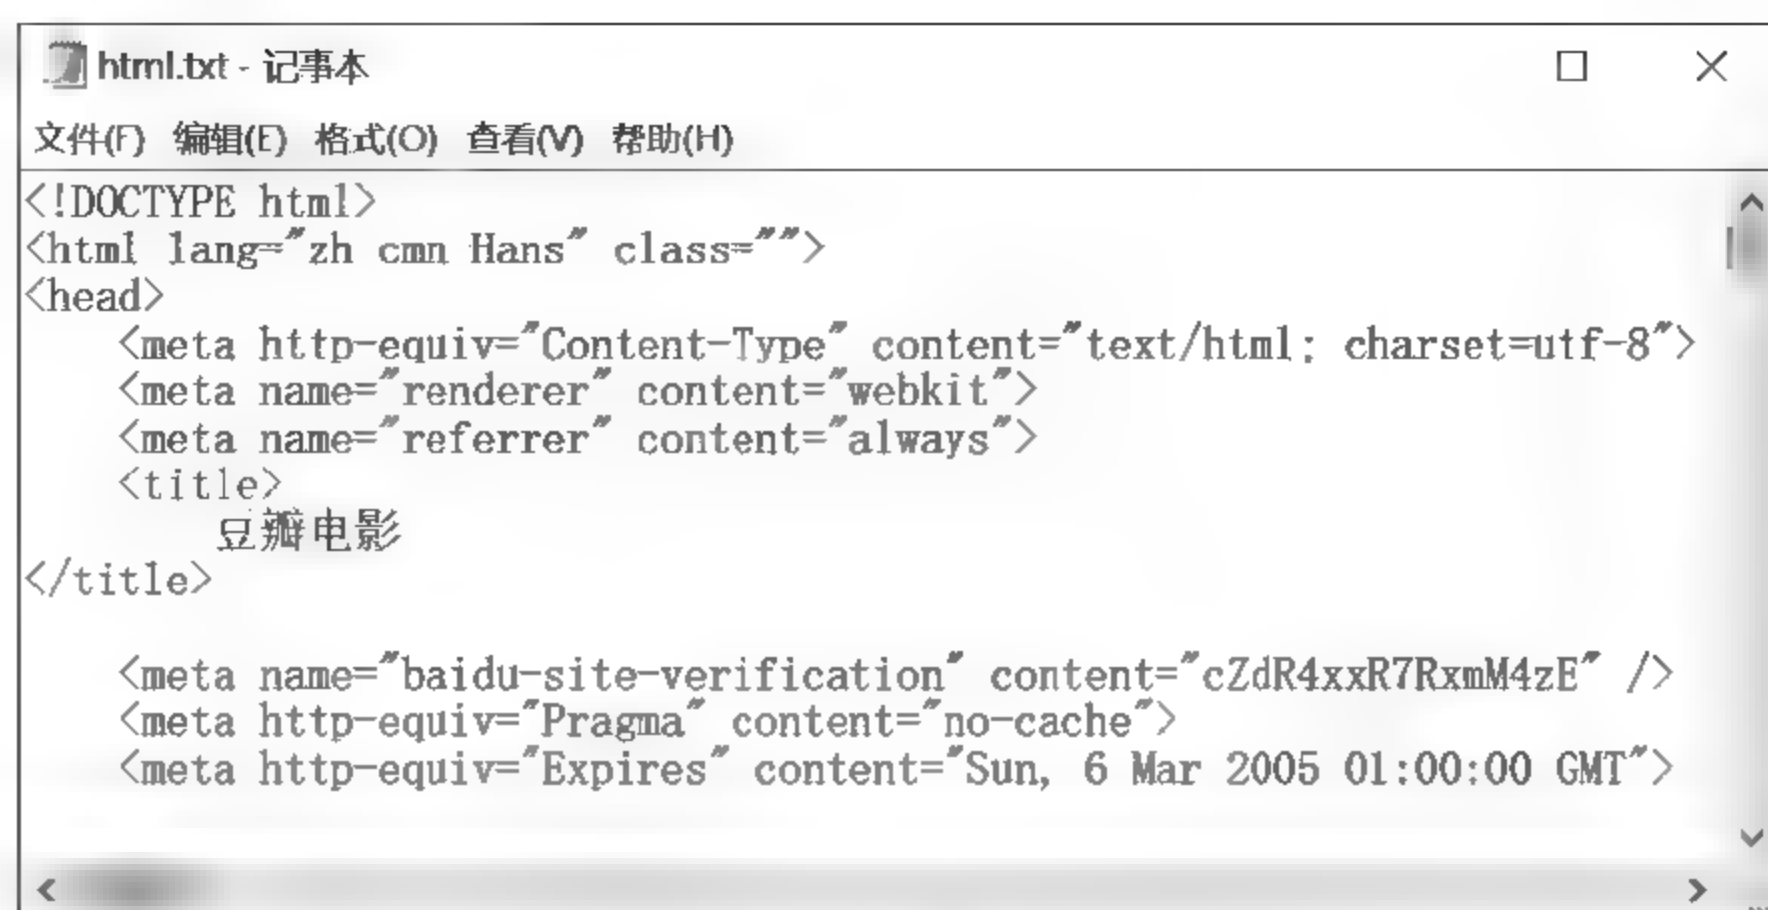 html.txt - 记事本
文件(F) 编辑(E) 格式(O) 查看(V) 帮助(H)
<!DOCTYPE html>
<html lang="zh cmn Hans" class="">
<head>
    <meta http-equiv="Content-Type" content="text/html; charset=utf-8">
    <meta name="renderer" content="webkit">
    <meta name="referrer" content="always">
    <title>
        豆瓣电影
</title>

    <meta name="baidu-site-verification" content="cZdR4xxR7RxmM4zE" />
    <meta http-equiv="Pragma" content="no-cache">
    <meta http-equiv="Expires" content="Sun, 6 Mar 2005 01:00:00 GMT">